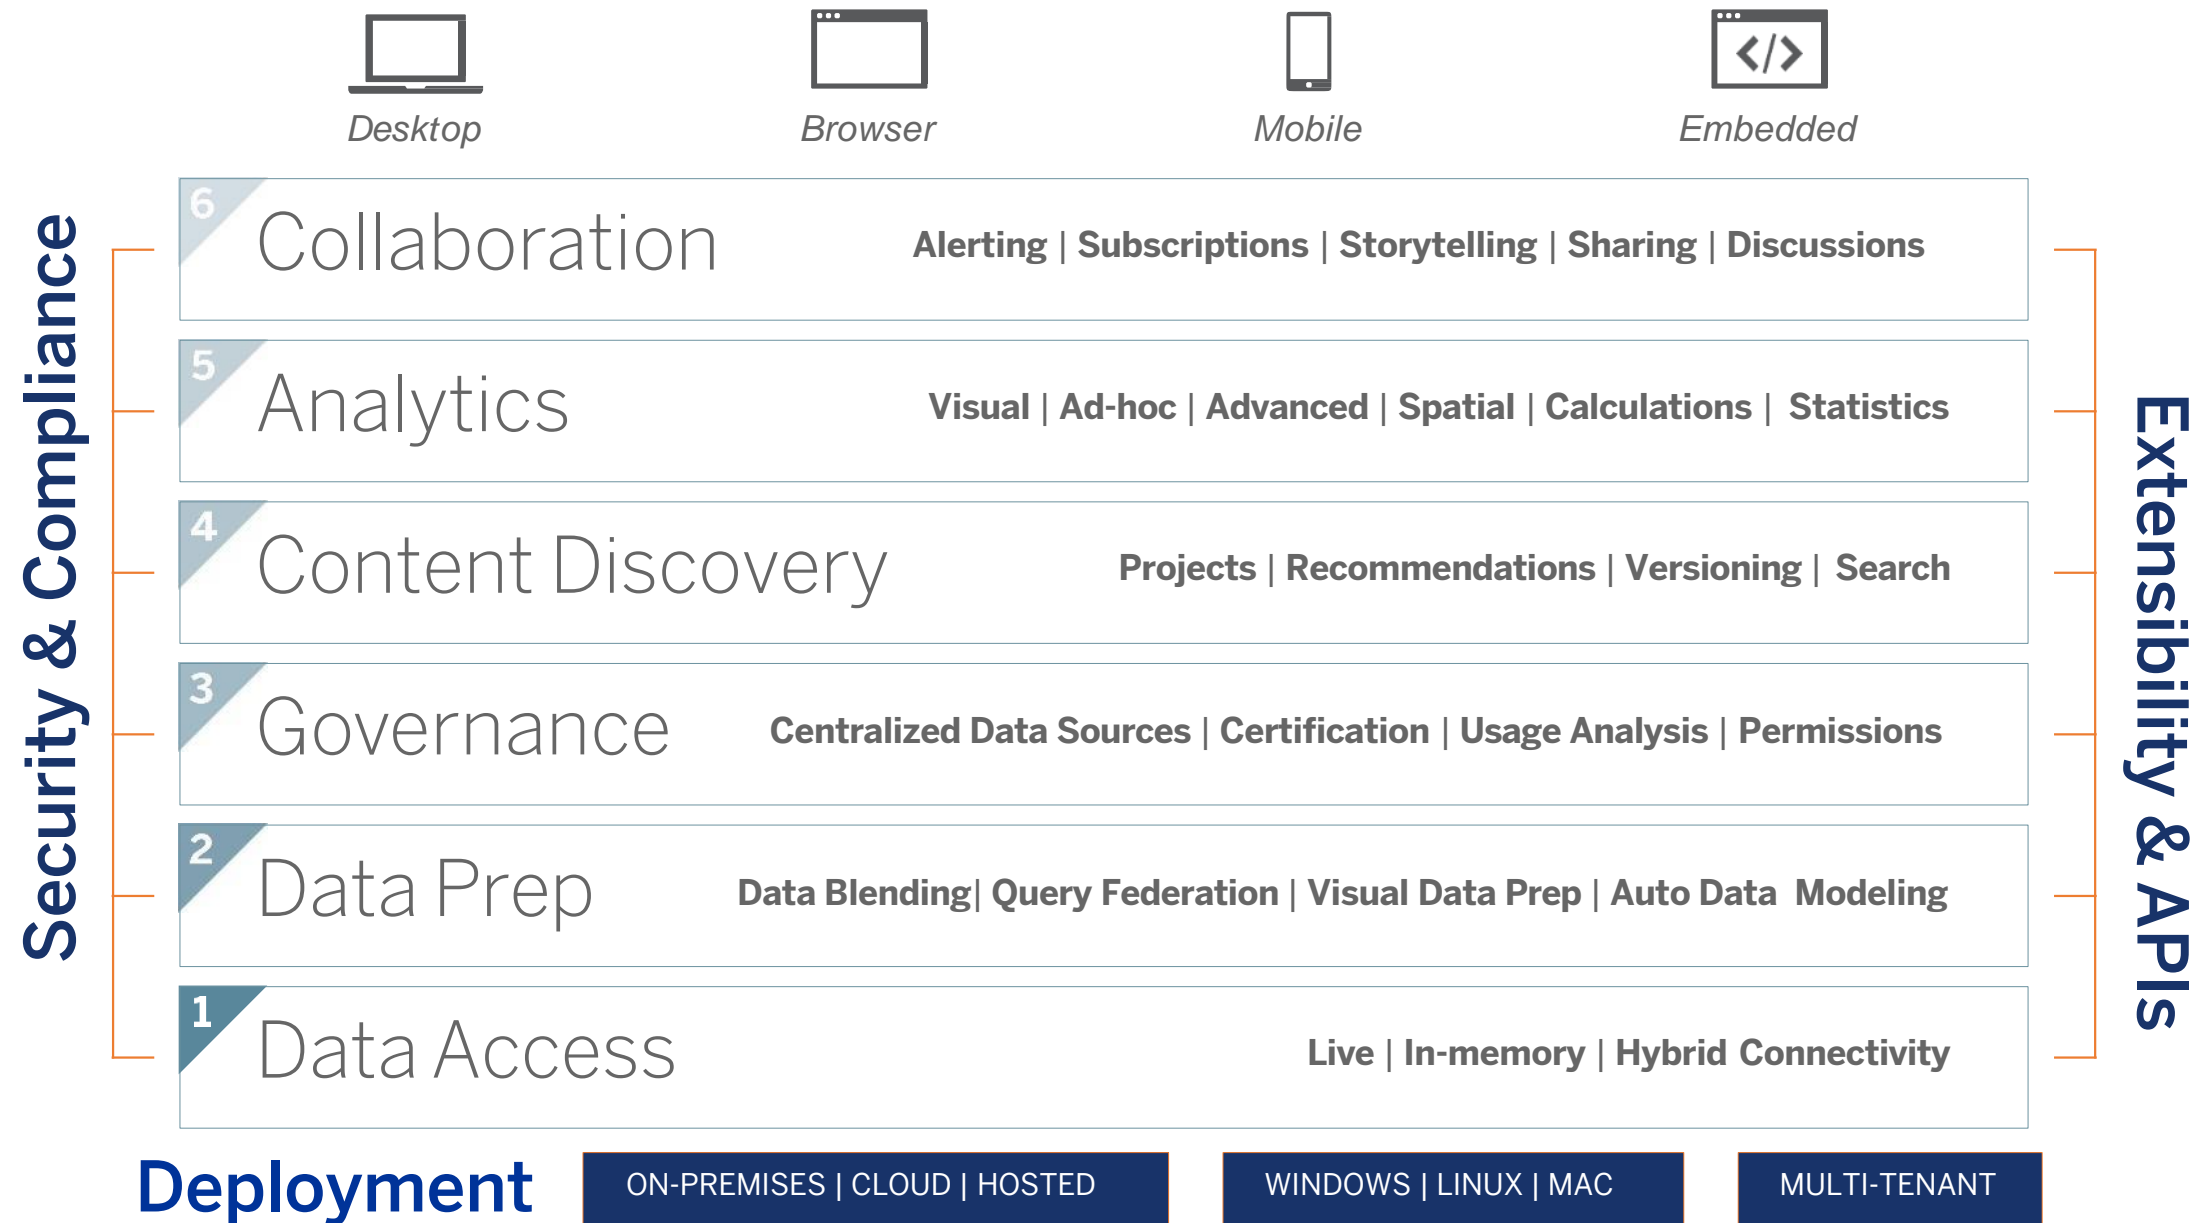 Desktop
Browser
Mobile
Embedded
Security & Compliance
6
Collaboration
Alerting | Subscriptions | Storytelling | Sharing | Discussions
5
Analytics
Visual | Ad-hoc | Advanced | Spatial | Calculations | Statistics
4
Content Discovery
Projects | Recommendations | Versioning | Search
3
Governance
Centralized Data Sources | Certification | Usage Analysis | Permissions
2
Data Prep
Data Blending| Query Federation | Visual Data Prep | Auto Data Modeling
1
Data Access
Live | In-memory | Hybrid Connectivity
Extensibility & APIs
Deployment
ON-PREMISES | CLOUD | HOSTED
WINDOWS | LINUX | MAC
MULTI-TENANT